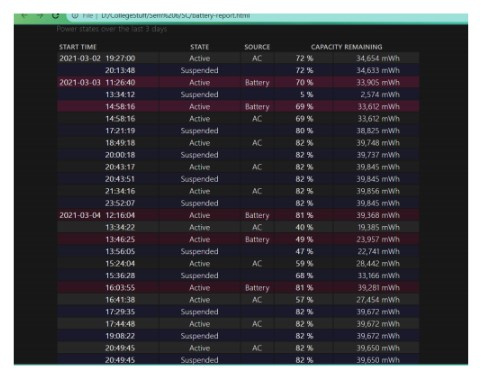 File | D:/CollegeStuff/Sem%206/SC/battery-report.html
Power states over the last 3 days
START TIME STATE SOURCE CAPACITY REMAINING
2021-03-02 19:27:00 Active AC 72 % 34,654 mWh
20:13:48 Suspended 72 % 34,633 mWh
2021-03-03 11:26:40 Active Battery 70 % 33,905 mWh
13:34:12 Suspended 5 % 2,574 mWh
14:58:16 Active Battery 69 % 33,612 mWh
14:58:16 Active AC 69 % 33,612 mWh
17:21:19 Suspended 80 % 38,825 mWh
18:49:18 Active AC 82 % 39,748 mWh
20:00:18 Suspended 82 % 39,737 mWh
20:43:17 Active AC 82 % 39,845 mWh
20:43:51 Suspended 82 % 39,845 mWh
21:34:16 Active AC 82 % 39,856 mWh
23:52:07 Suspended 82 % 39,845 mWh
2021-03-04 12:16:04 Active Battery 81 % 39,368 mWh
13:34:22 Active AC 40 % 19,385 mWh
13:46:25 Active Battery 49 % 23,957 mWh
13:56:05 Suspended 47 % 22,741 mWh
15:24:04 Active AC 59 % 28,442 mWh
15:36:28 Suspended 68 % 33,166 mWh
16:03:55 Active Battery 81 % 39,281 mWh
16:41:38 Active AC 57 % 27,454 mWh
17:29:35 Suspended 82 % 39,672 mWh
17:44:48 Active AC 82 % 39,672 mWh
19:08:22 Suspended 82 % 39,672 mWh
20:49:45 Active AC 82 % 39,650 mWh
20:49:45 Suspended 82 % 39,650 mWh